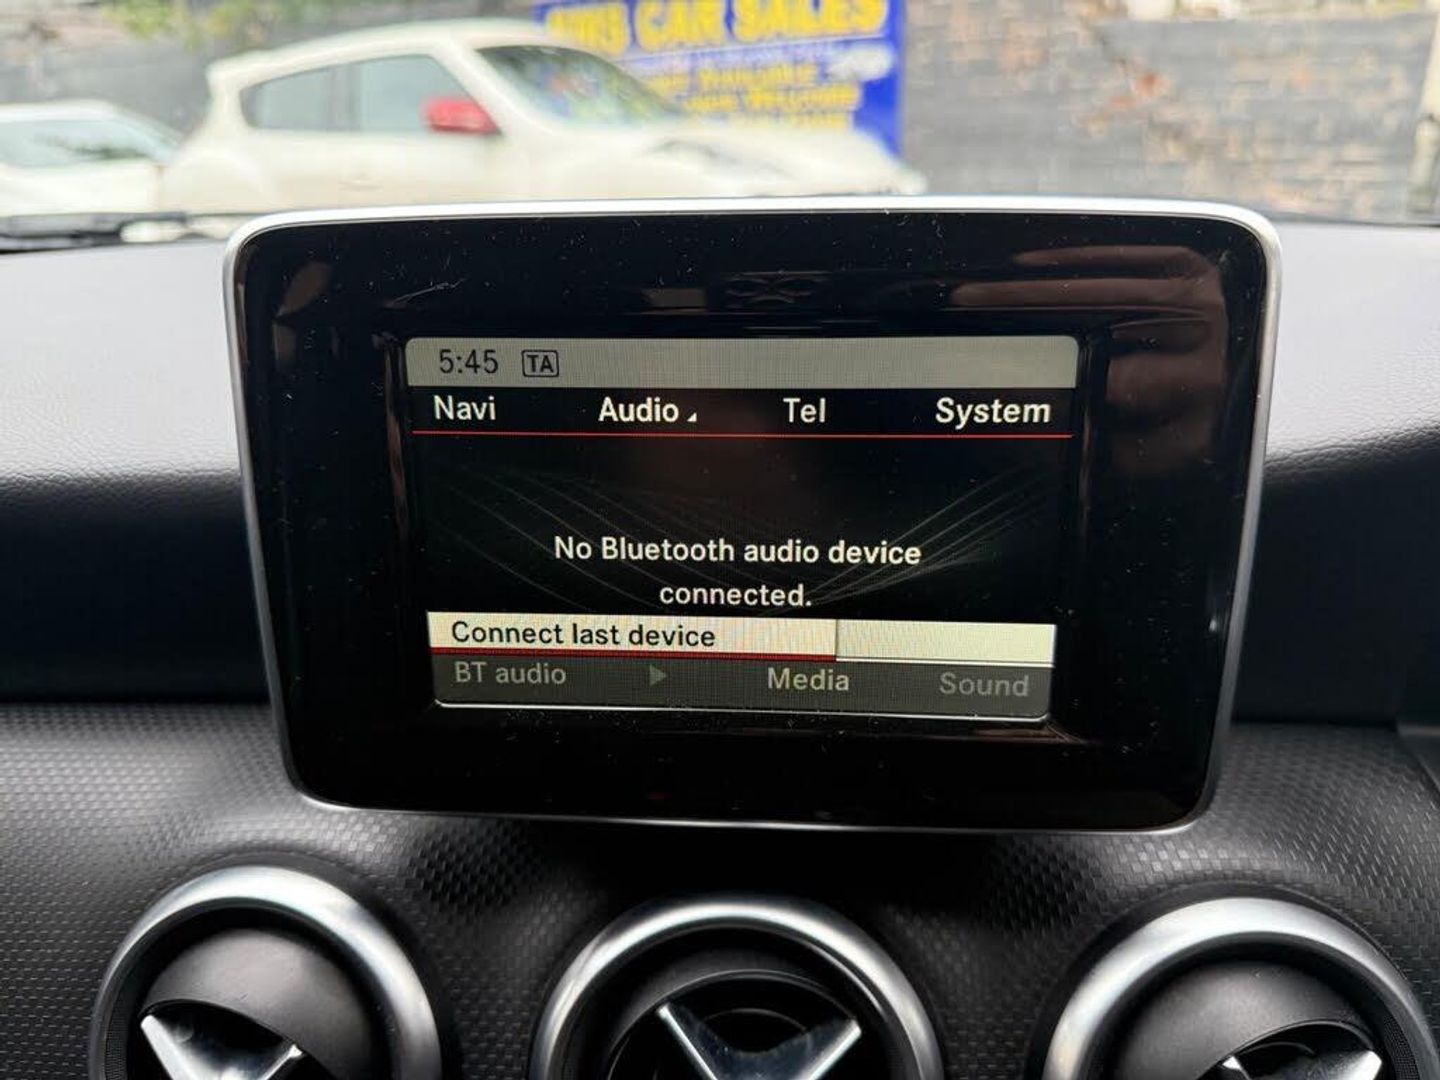 CAR SALES
5:45 TA
Navi Audio Tel System
No Bluetooth audio device
connected.
Connect last device
BT audio Media Sound